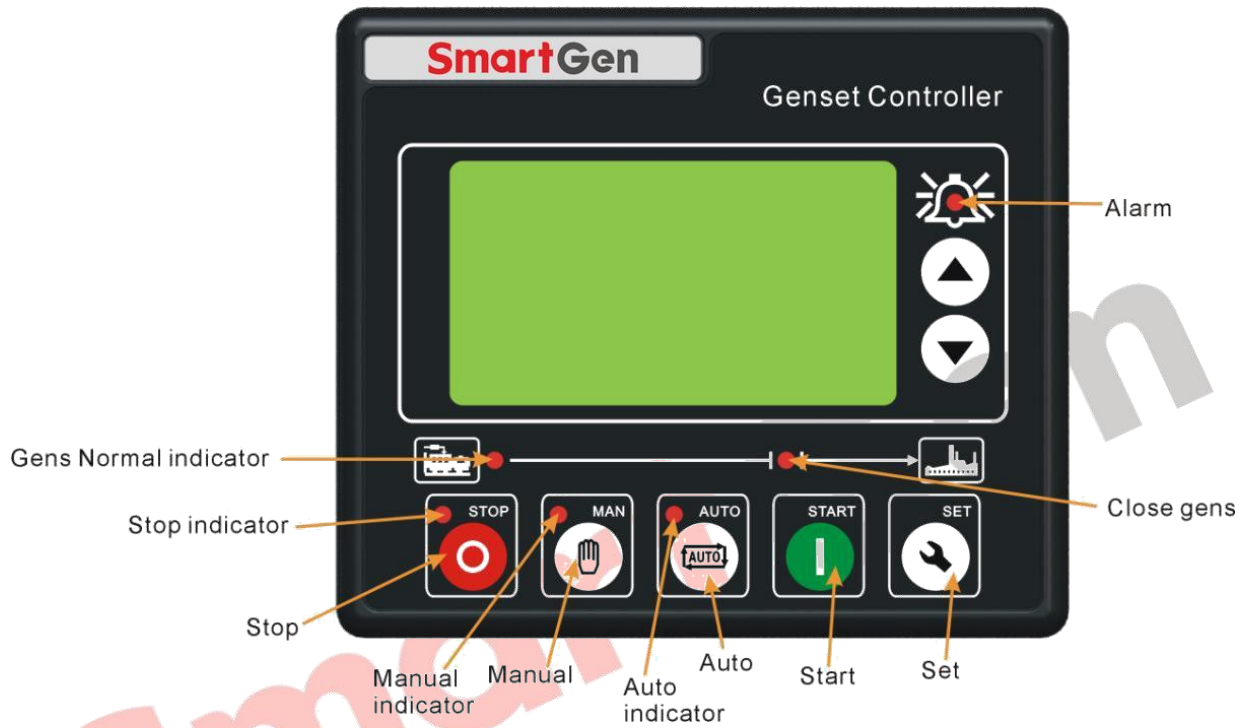 SmartGen
Genset Controller
Alarm
Gens Normal indicator
Close gens
Stop indicator
STOP
MAN
AUTO
START
SET
AUTO
Stop
Manual
indicator
Manual
Auto
indicator
Auto
Start
Set